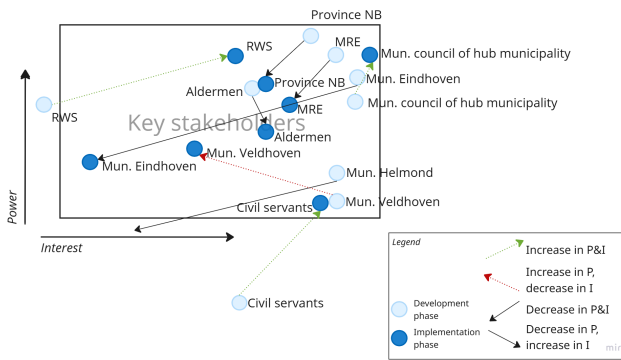 Province NB
RWS
MRE
Mun. council of hub municipality
Province NB
Mun. Eindhoven
Aldermen
Mun. council of hub municipality
MRE
RWS
Key stakeholders
Aldermen
Mun. Veldhoven
Mun. Eindhoven
Mun. Helmond
Mun. Veldhoven
Civil servants
Power
Interest
Civil servants
Legend
Increase in P&I
Increase in P,
decrease in I
Development
phase
Decrease in P&I
Implementation
phase
Decrease in P,
increase in I